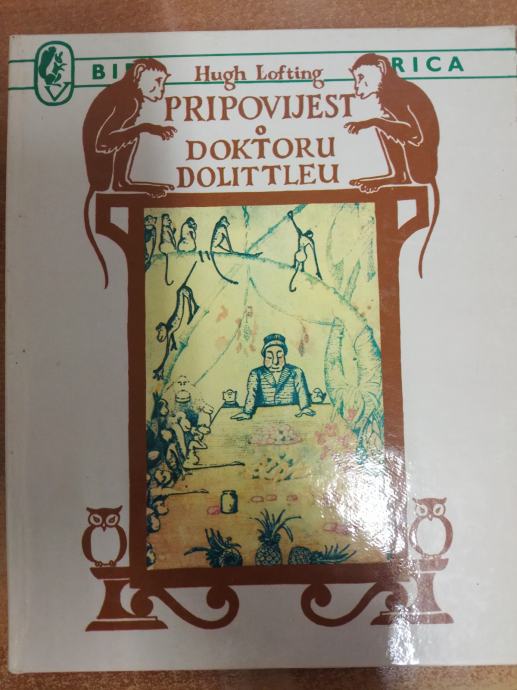 BI RICA
Hugh Lofting
PRIPOVIJEST
O
DOKTORU
DOLITTLEU